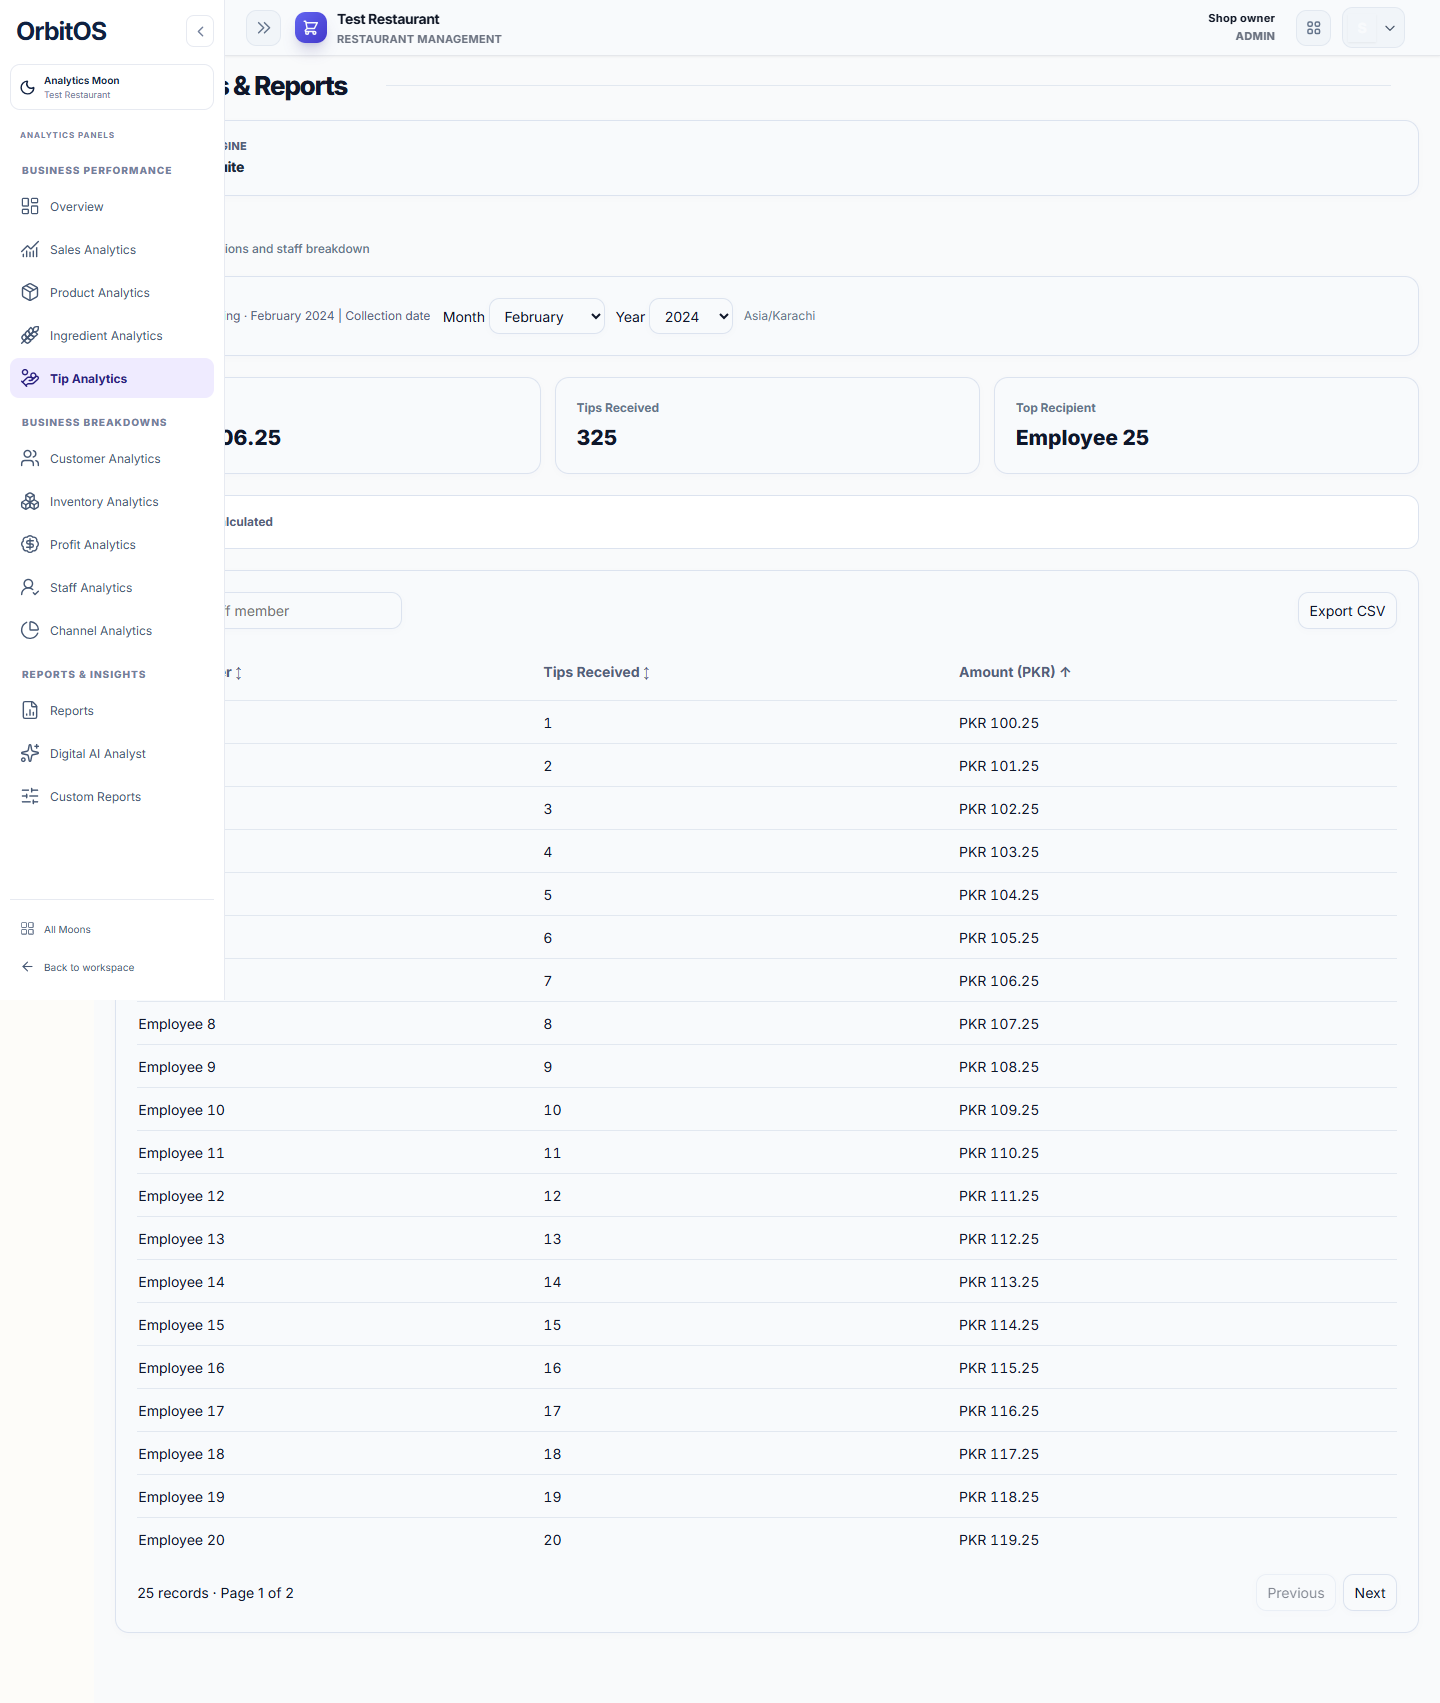 OrbitOS
Analytics Moon
Test Restaurant
ANALYTICS PANELS
BUSINESS PERFORMANCE
Overview
Sales Analytics
Product Analytics
Ingredient Analytics
Tip Analytics
BUSINESS BREAKDOWNS
Customer Analytics
Inventory Analytics
Profit Analytics
Staff Analytics
Channel Analytics
REPORTS & INSIGHTS
Reports
Digital AI Analyst
Custom Reports
All Moons
Back to workspace
Test Restaurant
RESTAURANT MANAGEMENT
Shop owner
ADMIN
& Reports
and staff breakdown
· February 2024 | Collection date
Month
February
Year
2024
Asia/Karachi
06.25
Tips Received
325
Top Recipient
Employee 25
member
Export CSV
↕ Tips Received ↕ Amount (PKR) ↑
1 PKR 100.25
2 PKR 101.25
3 PKR 102.25
4 PKR 103.25
5 PKR 104.25
6 PKR 105.25
7 PKR 106.25
Employee 8 8 PKR 107.25
Employee 9 9 PKR 108.25
Employee 10 10 PKR 109.25
Employee 11 11 PKR 110.25
Employee 12 12 PKR 111.25
Employee 13 13 PKR 112.25
Employee 14 14 PKR 113.25
Employee 15 15 PKR 114.25
Employee 16 16 PKR 115.25
Employee 17 17 PKR 116.25
Employee 18 18 PKR 117.25
Employee 19 19 PKR 118.25
Employee 20 20 PKR 119.25
25 records · Page 1 of 2
Previous
Next